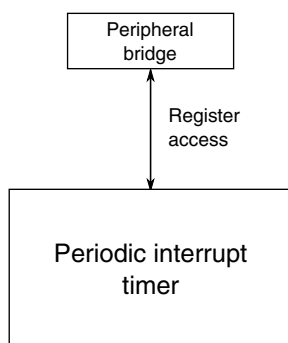 Peripheral
bridge
Register
access
Periodic interrupt
timer